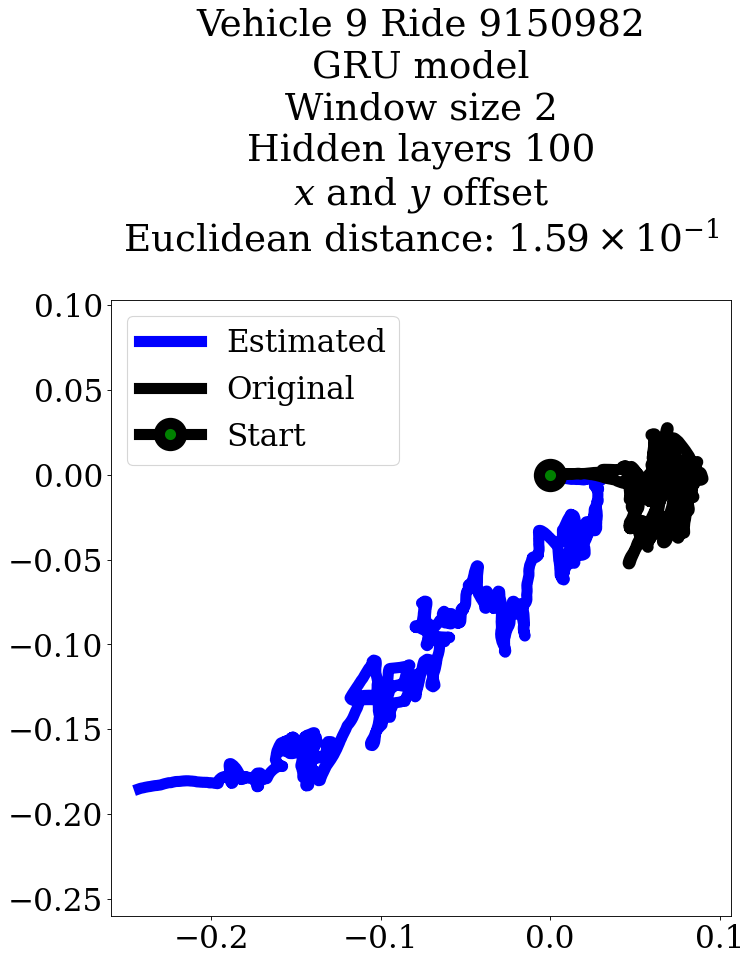 Vehicle 9 Ride 9150982
GRU model
Window size 2
Hidden layers 100
x and y offset
Euclidean distance: 1.59 × 10⁻¹
0.10
0.05
0.00
−0.05
−0.10
−0.15
−0.20
−0.25
Estimated
Original
Start
−0.2
−0.1
0.0
0.1